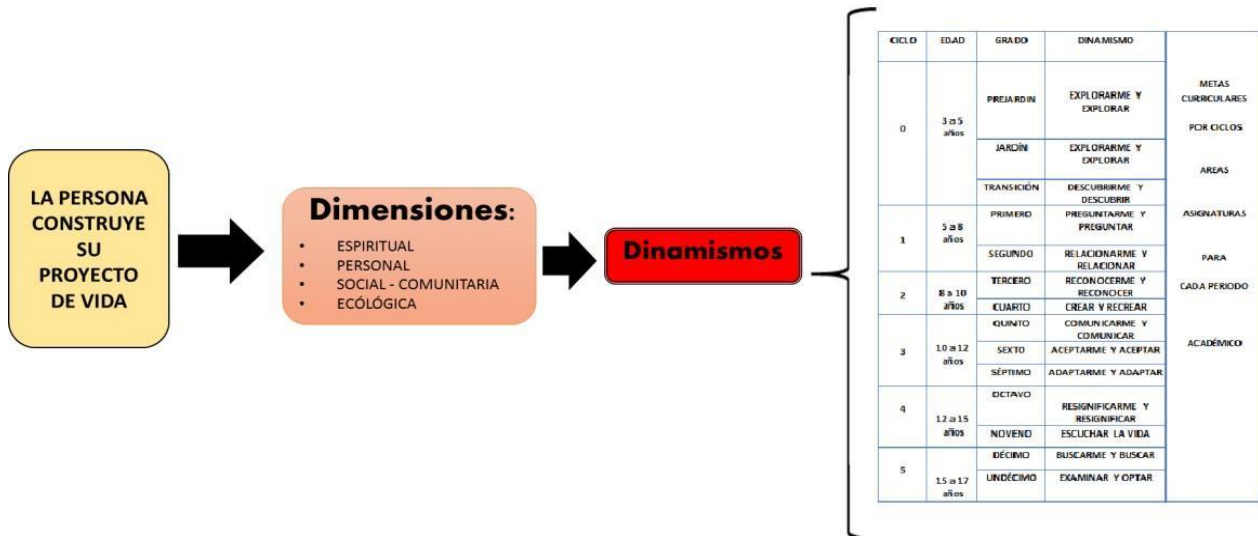 LA PERSONA
CONSTRUYE
SU
PROYECTO
DE VIDA
Dimensiones:
• ESPIRITUAL
• PERSONAL
• SOCIAL - COMUNITARIA
• ECÓLÓGICA
Dinamismos
CICLO EDAD GRADO DINAMISMO
0
3 a 5
años
PREJARDIN
EXPLORARME Y
EXPLORAR
JARDÍN
EXPLORARME Y
EXPLORAR
TRANSICIÓN
DESCUBRIRME Y
DESCUBRIR
1
5 a 8
años
PRIMERO
PREGUNTARME Y
PREGUNTAR
SEGUNDO
RELACIONARME Y
RELACIONAR
2
8 a 10
años
TERCERO
RECONOCERME Y
RECONOCER
CUARTO
CREAR Y RECREAR
3
10 a 12
años
QUINTO
COMUNICARME Y
COMUNICAR
SEXTO
ACEPTARME Y ACEPTAR
SÉPTIMO
ADAPTARME Y ADAPTAR
4
12 a 15
años
OCTAVO
RESIGNIFICARME Y
RESIGNIFICAR
NOVENO
ESCUCHAR LA VIDA
5
15 a 17
años
DÉCIMO
BUSCARME Y BUSCAR
UNDÉCIMO
EXAMINAR Y OPTAR
METAS
CURRICULARES
POR CICLOS
AREAS
ASIGNATURAS
PARA
CADA PERIODO
ACADÉMICO